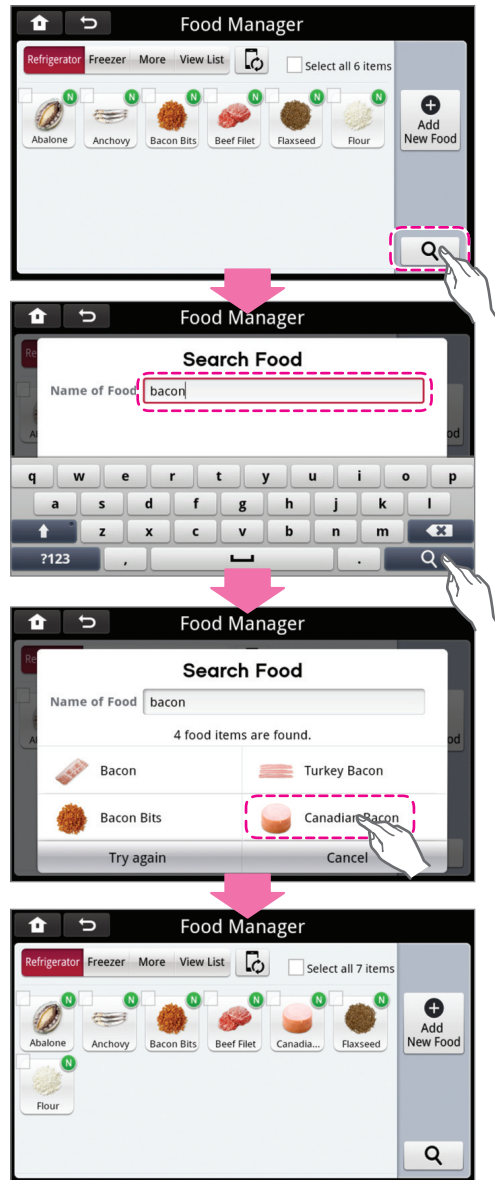 Food Manager
Refrigerator Freezer More View List Select all 6 items
N N N N N N
Abalone Anchovy Bacon Bits Beef Filet Flaxseed Flour
Add
New Food
Food Manager
Re
Search Food
Name of Food bacon
A od
q w e r t y u i o p
a s d f g h j k l
z x c v b n m
?123 , .
Food Manager
Re
Search Food
Name of Food bacon
A od
4 food items are found.
Bacon Turkey Bacon
Bacon Bits Canadian Bacon
Try again Cancel
Food Manager
Refrigerator Freezer More View List Select all 7 items
N N N N N N
Abalone Anchovy Bacon Bits Beef Filet Canadia... Flaxseed
Add
New Food
N
Flour